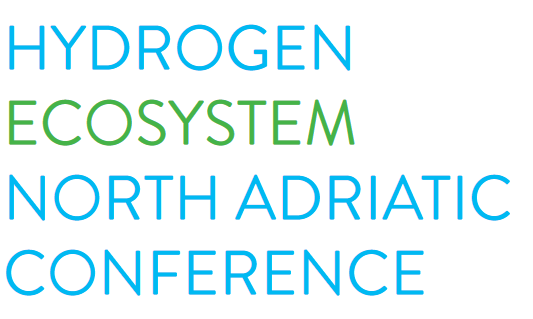 HYDROGEN
ECOSYSTEM
NORTH ADRIATIC
CONFERENCE